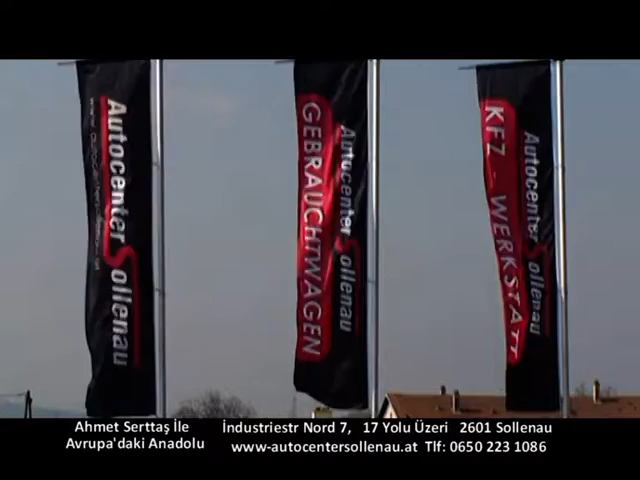 Autocenter Sollenau
GEBRAUCHTWAGEN
Autocenter Sollenau
KFZ - WERKSTATT
Autocenter Sollenau
Ahmet Serttaş İle
Avrupa'daki Anadolu
İndustriestr Nord 7, 17 Yolu Üzeri 2601 Sollenau
www-autocentersollenau.at Tlf: 0650 223 1086